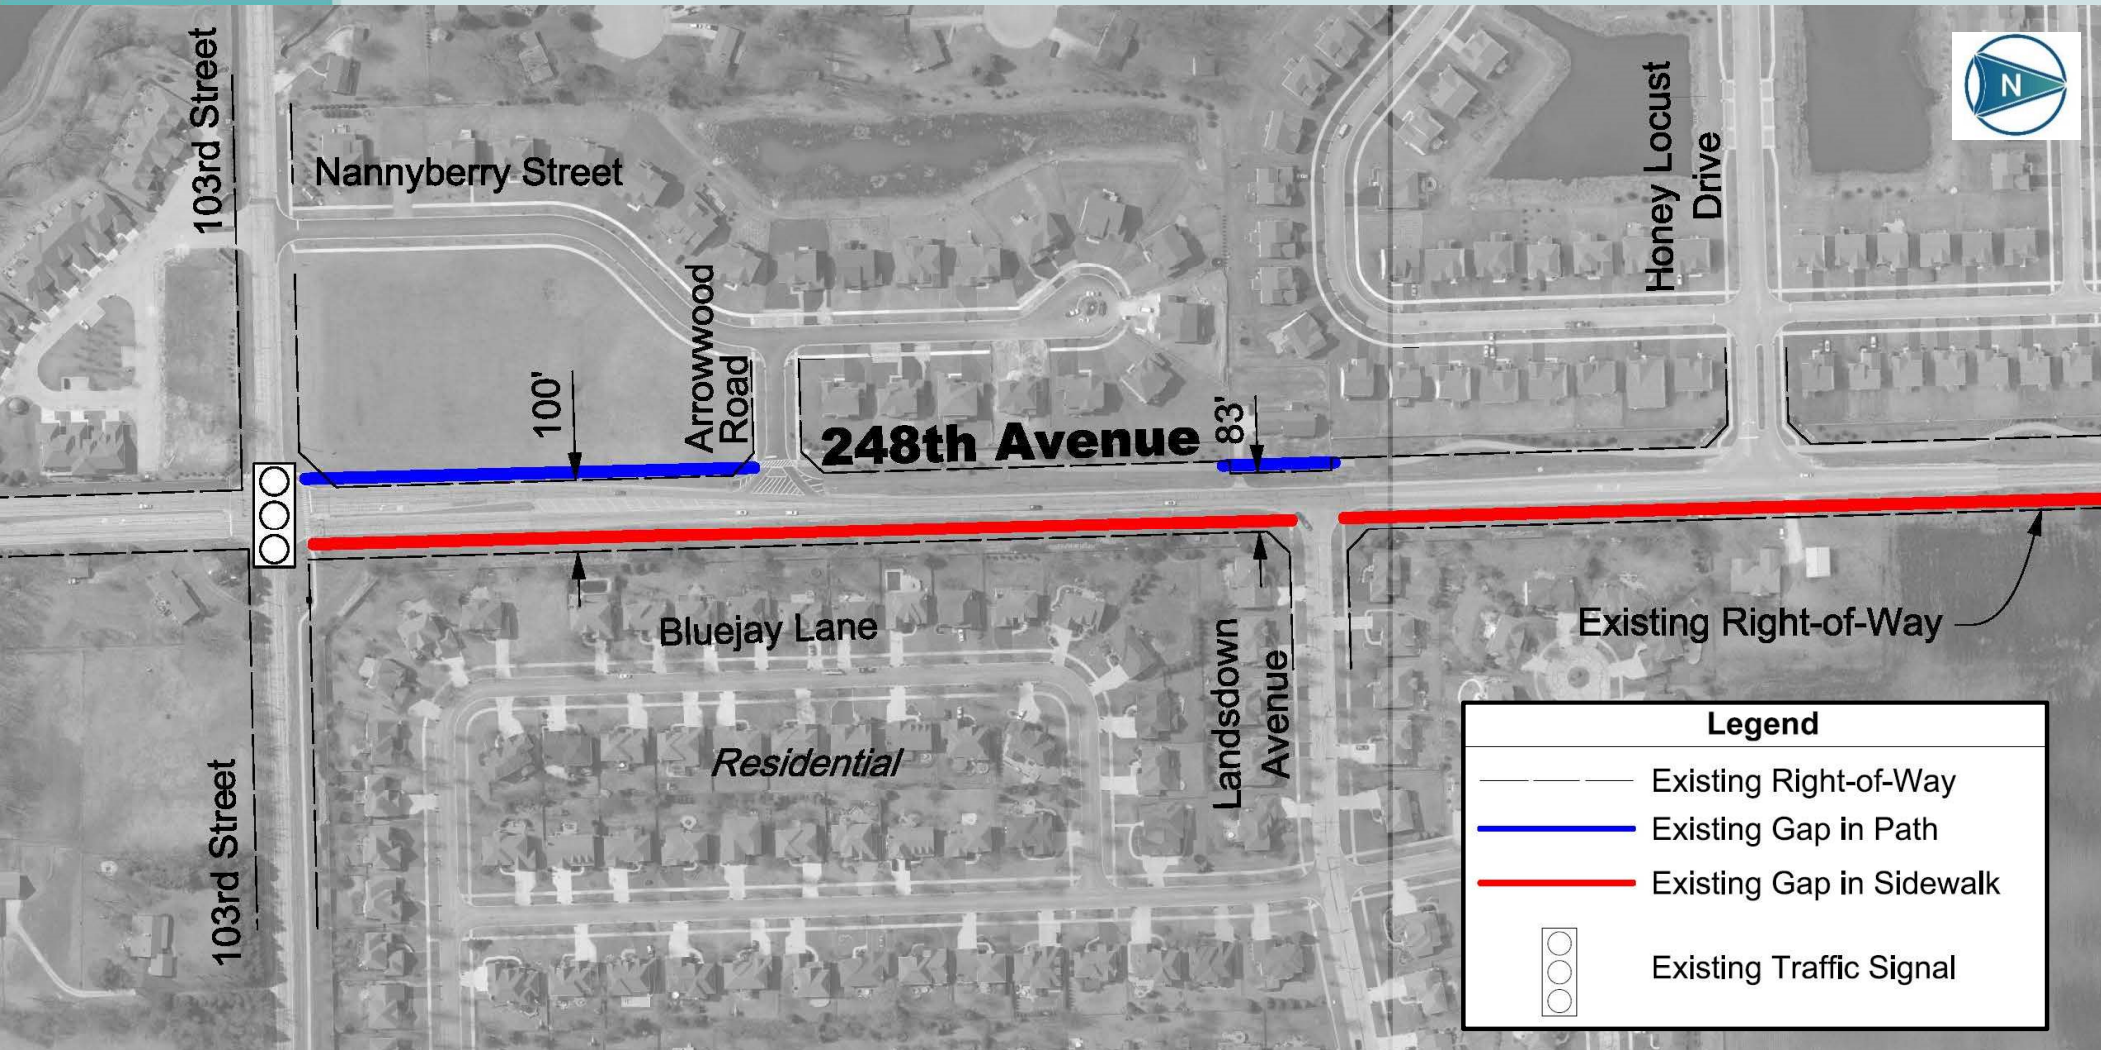 103rd Street
Nannyberry Street
Honey Locust
Drive
N
Arrowwood
Road
100'
248th Avenue
83'
Bluejay Lane
Existing Right-of-Way
Landsdown
Avenue
Residential
103rd Street
Legend
Existing Right-of-Way
Existing Gap in Path
Existing Gap in Sidewalk
Existing Traffic Signal